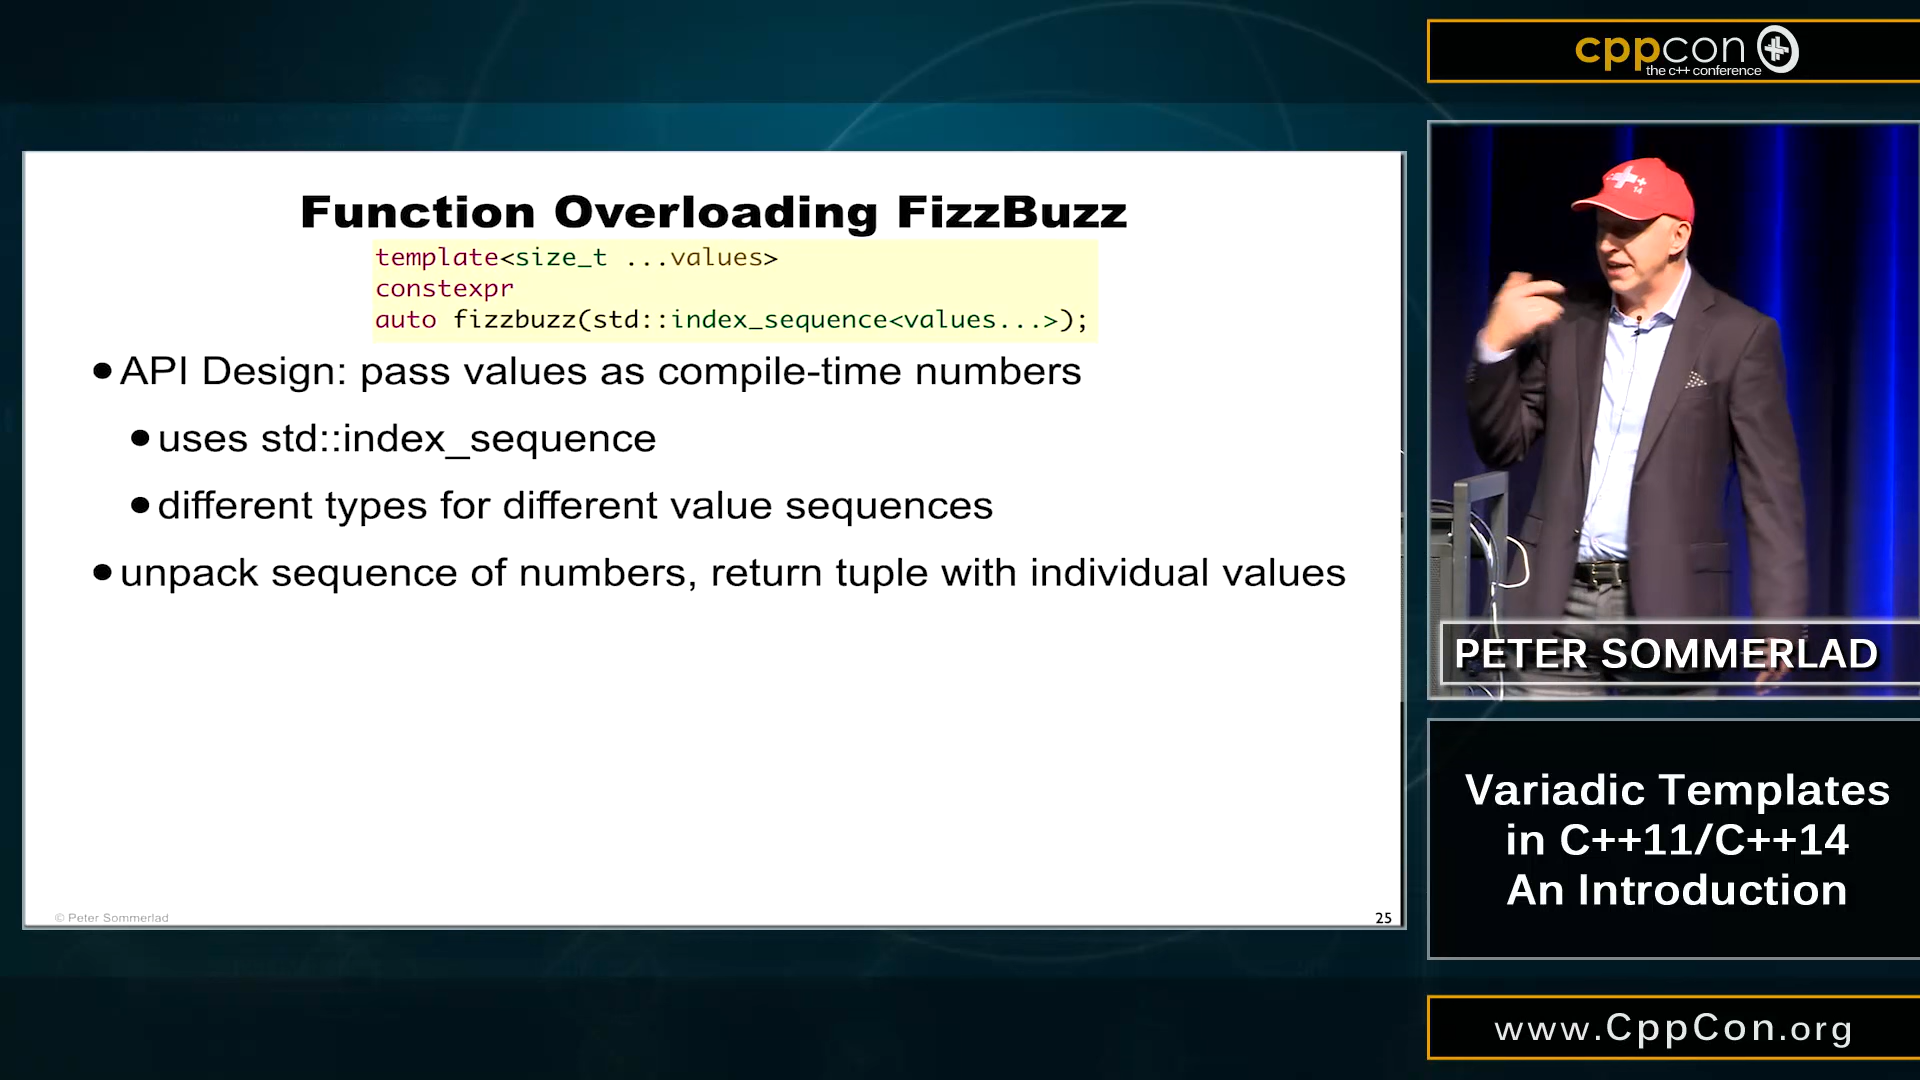 Function Overloading FizzBuzz
template<size_t ...values>
constexpr
auto fizzbuzz(std::index_sequence<values...>);
●API Design: pass values as compile-time numbers
●uses std::index_sequence
●different types for different value sequences
●unpack sequence of numbers, return tuple with individual values
© Peter Sommerlad
25
cppcon
the c++ conference
14
PETER SOMMERLAD
Variadic Templates
in C++11/C++14
An Introduction
www.CppCon.org